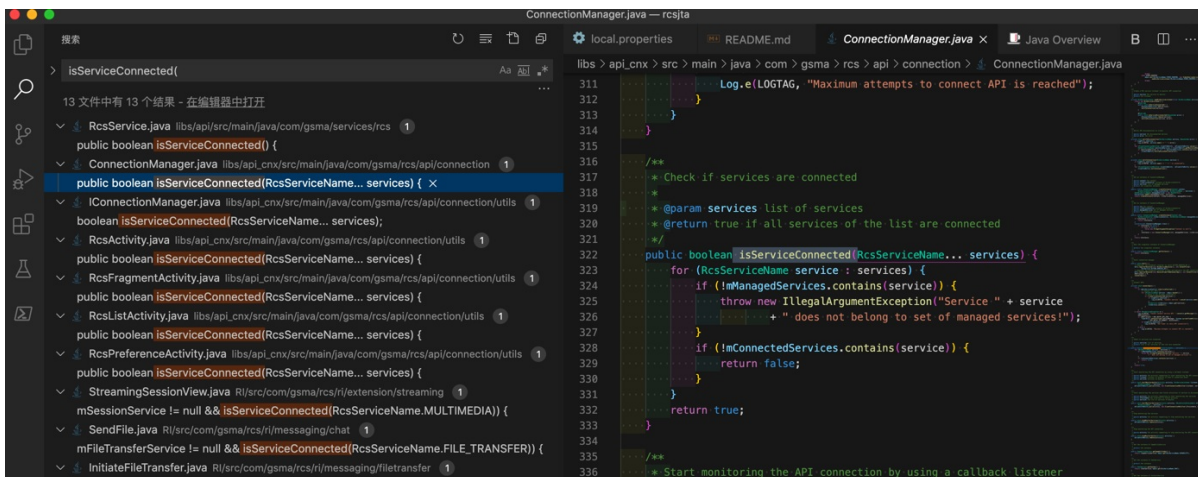 ConnectionManager.java — rcsjta
搜索
isServiceConnected(
Aa Abl .*
13 文件中有 13 个结果 - 在编辑器中打开
RcsService.java libs/api/src/main/java/com/gsma/services/rcs 1
public boolean isServiceConnected() {
ConnectionManager.java libs/api_cnx/src/main/java/com/gsma/rcs/api/connection 1
public boolean isServiceConnected(RcsServiceName... services) {
IConnectionManager.java libs/api_cnx/src/main/java/com/gsma/rcs/api/connection/utils 1
boolean isServiceConnected(RcsServiceName... services);
RcsActivity.java libs/api_cnx/src/main/java/com/gsma/rcs/api/connection/utils 1
public boolean isServiceConnected(RcsServiceName... services) {
RcsFragmentActivity.java libs/api_cnx/src/main/java/com/gsma/rcs/api/connection/utils 1
public boolean isServiceConnected(RcsServiceName... services) {
RcsListActivity.java libs/api_cnx/src/main/java/com/gsma/rcs/api/connection/utils 1
public boolean isServiceConnected(RcsServiceName... services) {
RcsPreferenceActivity.java libs/api_cnx/src/main/java/com/gsma/rcs/api/connection/utils 1
public boolean isServiceConnected(RcsServiceName... services) {
StreamingSessionView.java RI/src/com/gsma/rcs/ri/extension/streaming 1
mSessionService != null && isServiceConnected(RcsServiceName.MULTIMEDIA)) {
SendFile.java RI/src/com/gsma/rcs/ri/messaging/chat 1
mFileTransferService != null && isServiceConnected(RcsServiceName.FILE_TRANSFER)) {
InitiateFileTransfer.java RI/src/com/gsma/rcs/ri/messaging/filetransfer 1
local.properties README.md ConnectionManager.java Java Overview B
libs > api_cnx > src > main > java > com > gsma > rcs > api > connection > ConnectionManager.java
311 Log.e(LOGTAG, "Maximum attempts to connect API is reached");
312 }
313 }
314 }
315
316 /**
317 * Check if services are connected
318 *
319 * @param services list of services
320 * @return true if all services of the list are connected
321 */
322 public boolean isServiceConnected(RcsServiceName... services) {
323 for (RcsServiceName service : services) {
324 if (!mManagedServices.contains(service)) {
325 throw new IllegalArgumentException("Service " + service
326 + " does not belong to set of managed services!");
327 }
328 if (!mConnectedServices.contains(service)) {
329 return false;
330 }
331 }
332 return true;
333 }
334
335 /**
336 * Start monitoring the API connection by using a callback listener